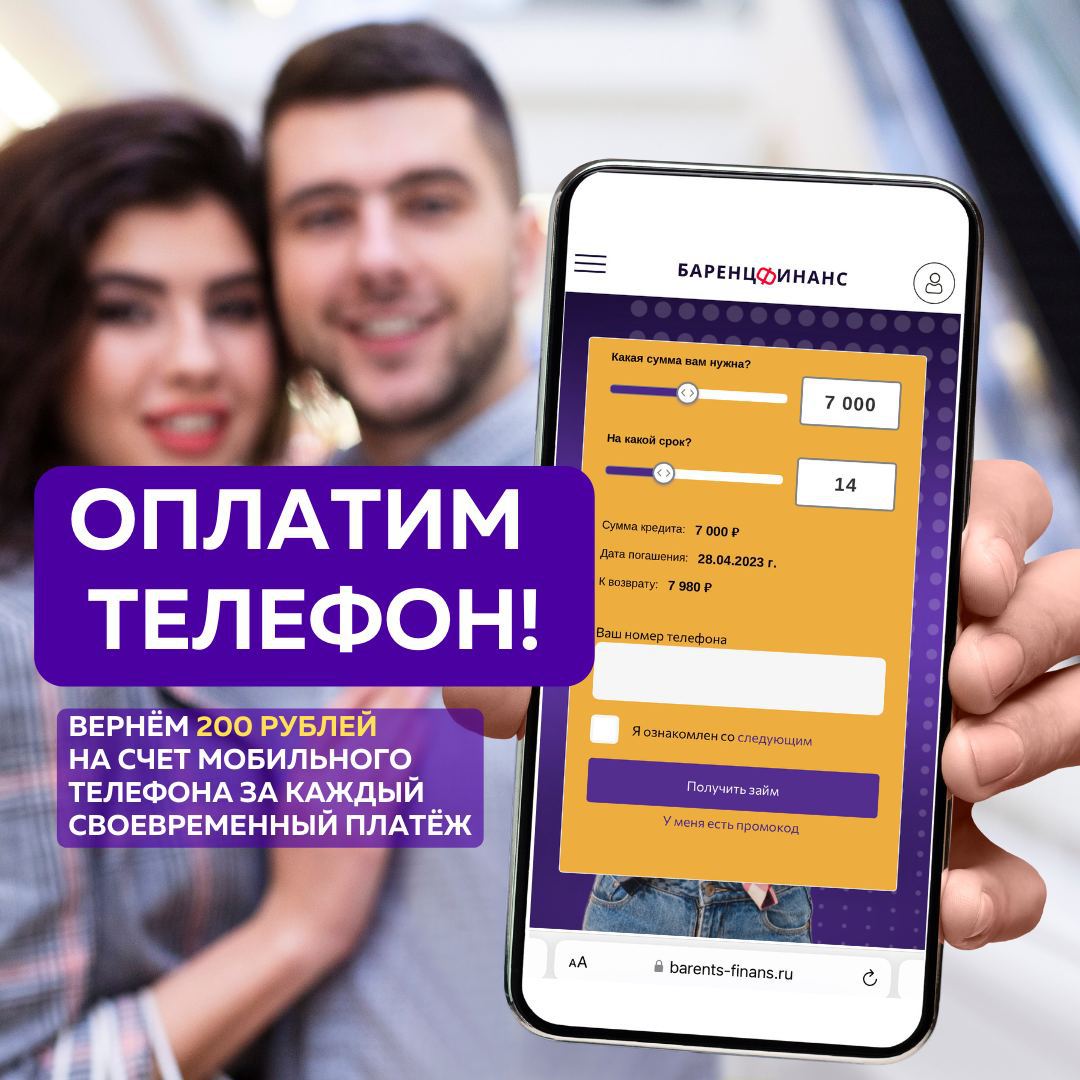 БАРЕНЦФИНАНС
Какая сумма вам нужна?
7 000
На какой срок?
14
Сумма кредита: 7 000 ₽
Дата погашения: 28.04.2023 г.
К возврату: 7 980 ₽
Ваш номер телефона
Я ознакомлен со следующим
Получить займ
У меня есть промокод
AA barents-finans.ru
ОПЛАТИМ
ТЕЛЕФОН!
ВЕРНЁМ 200 РУБЛЕЙ
НА СЧЕТ МОБИЛЬНОГО
ТЕЛЕФОНА ЗА КАЖДЫЙ
СВОЕВРЕМЕННЫЙ ПЛАТЁЖ